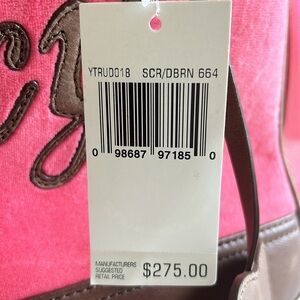 YTRU0018 SCR/DBRN 664
0 98687 97185 0
MANUFACTURERS
SUGGESTED
RETAIL PRICE
$275.00